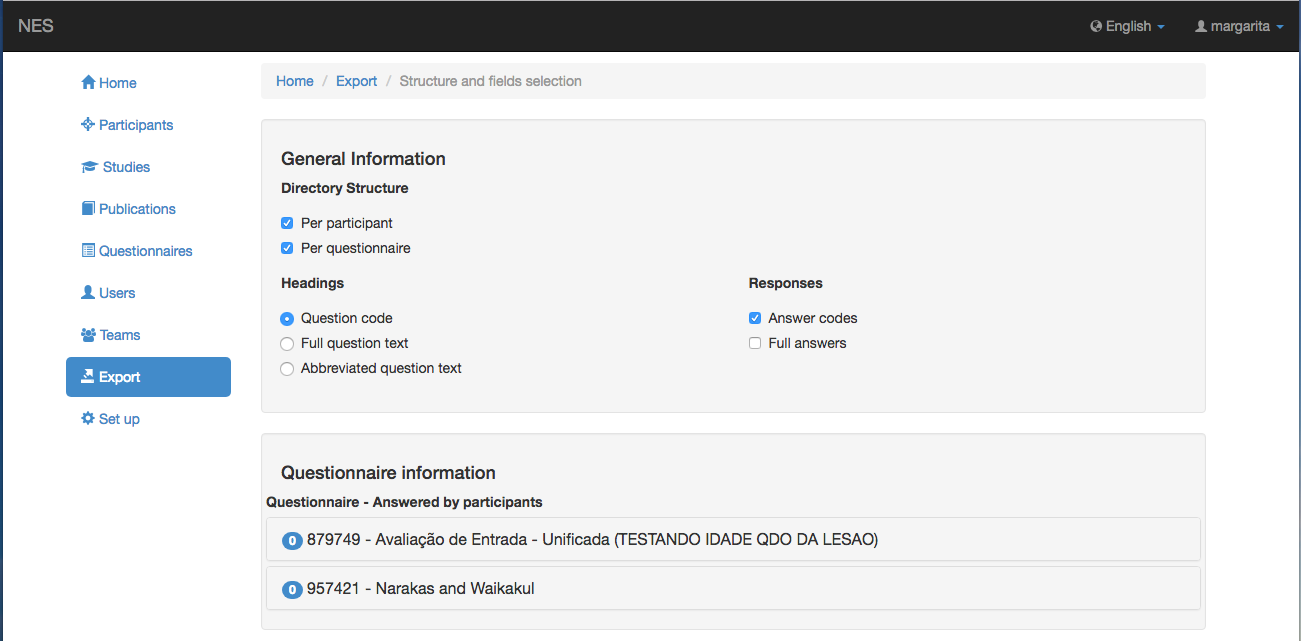 NES
English
margarita
Home
Participants
Studies
Publications
Questionnaires
Users
Teams
Export
Set up
Home / Export / Structure and fields selection
General Information
Directory Structure
Per participant
Per questionnaire
Headings
Question code
Full question text
Abbreviated question text
Responses
Answer codes
Full answers
Questionnaire information
Questionnaire - Answered by participants
0 879749 - Avaliação de Entrada - Unificada (TESTANDO IDADE QDO DA LESAO)
0 957421 - Narakas and Waikakul